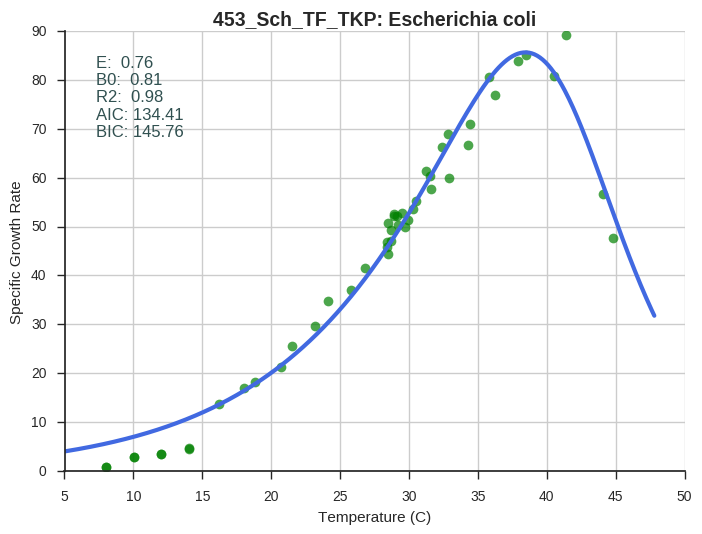 453_Sch_TF_TKP: Escherichia coli
E:  0.76
B0:  0.81
R2:  0.98
AIC: 134.41
BIC: 145.76
Specific Growth Rate
90
80
70
60
50
40
30
20
10
0
5 10 15 20 25 30 35 40 45 50
Temperature (C)